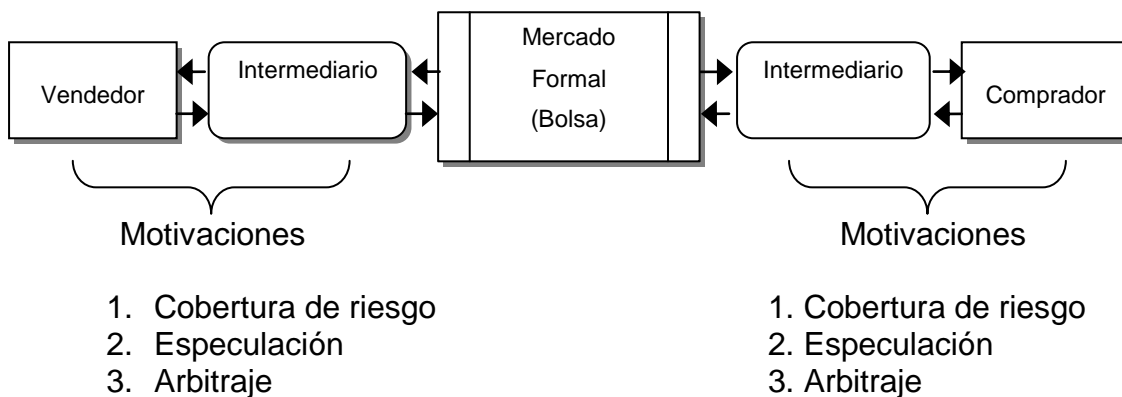 Vendedor
Intermediario
Mercado
Formal
(Bolsa)
Intermediario
Comprador
Motivaciones
1. Cobertura de riesgo
2. Especulación
3. Arbitraje
Motivaciones
1. Cobertura de riesgo
2. Especulación
3. Arbitraje